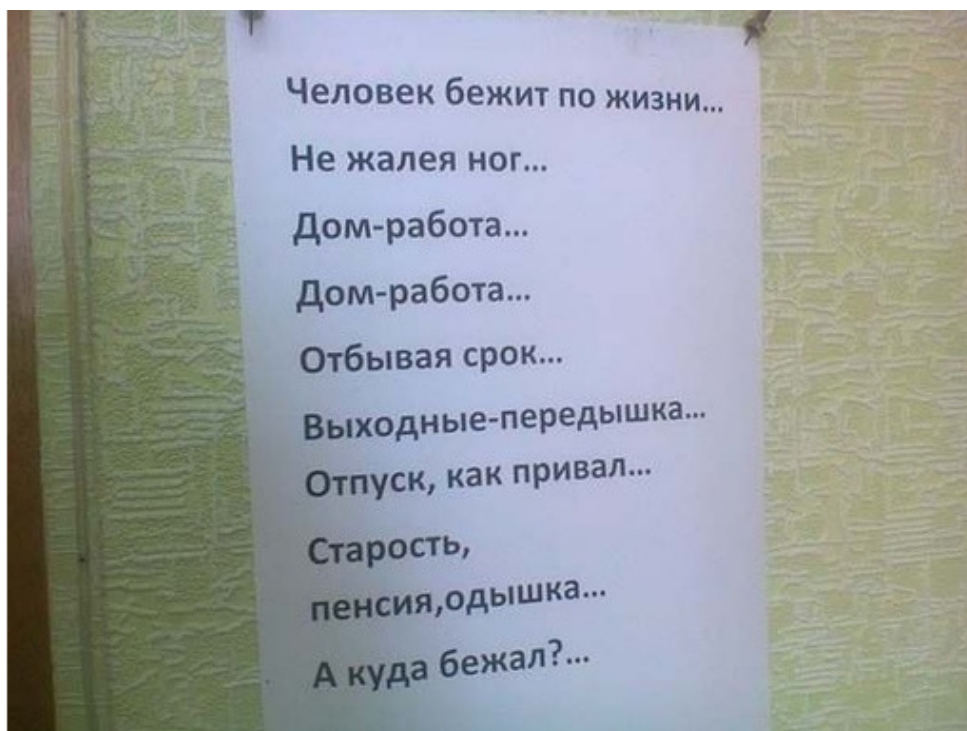 Человек бежит по жизни...
Не жалея ног...
Дом-работа...
Дом-работа...
Отбывая срок...
Выходные-передышка...
Отпуск, как привал...
Старость,
пенсия,одышка...
А куда бежал?...